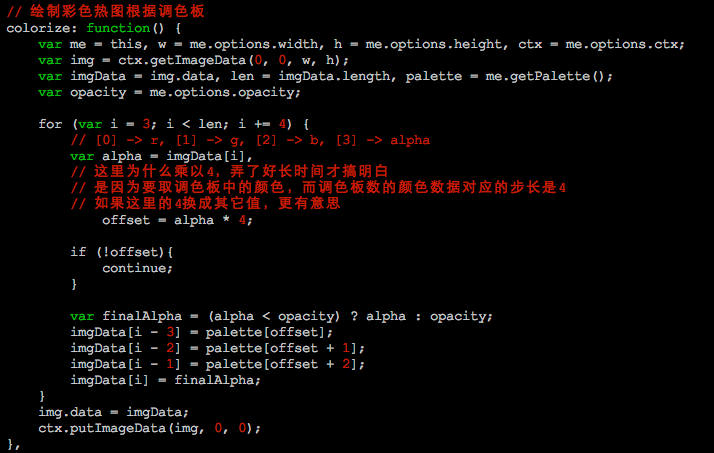 // 绘制彩色热图根据调色板
colorize: function() {
    var me = this, w = me.options.width, h = me.options.height, ctx = me.options.ctx;
    var img = ctx.getImageData(0, 0, w, h);
    var imgData = img.data, len = imgData.length, palette = me.getPalette();
    var opacity = me.options.opacity;

    for (var i = 3; i < len; i += 4) {
        // [0] -> r, [1] -> g, [2] -> b, [3] -> alpha
        var alpha = imgData[i],
        // 这里为什么乘以4，弄了好长时间才搞明白
        // 是因为要取调色板中的颜色，而调色板数的颜色数据对应的步长是4
        // 如果这里的4换成其它值，更有意思
            offset = alpha * 4;

        if (!offset){
            continue;
        }

        var finalAlpha = (alpha < opacity) ? alpha : opacity;
        imgData[i - 3] = palette[offset];
        imgData[i - 2] = palette[offset + 1];
        imgData[i - 1] = palette[offset + 2];
        imgData[i] = finalAlpha;
    }
    img.data = imgData;
    ctx.putImageData(img, 0, 0);
},